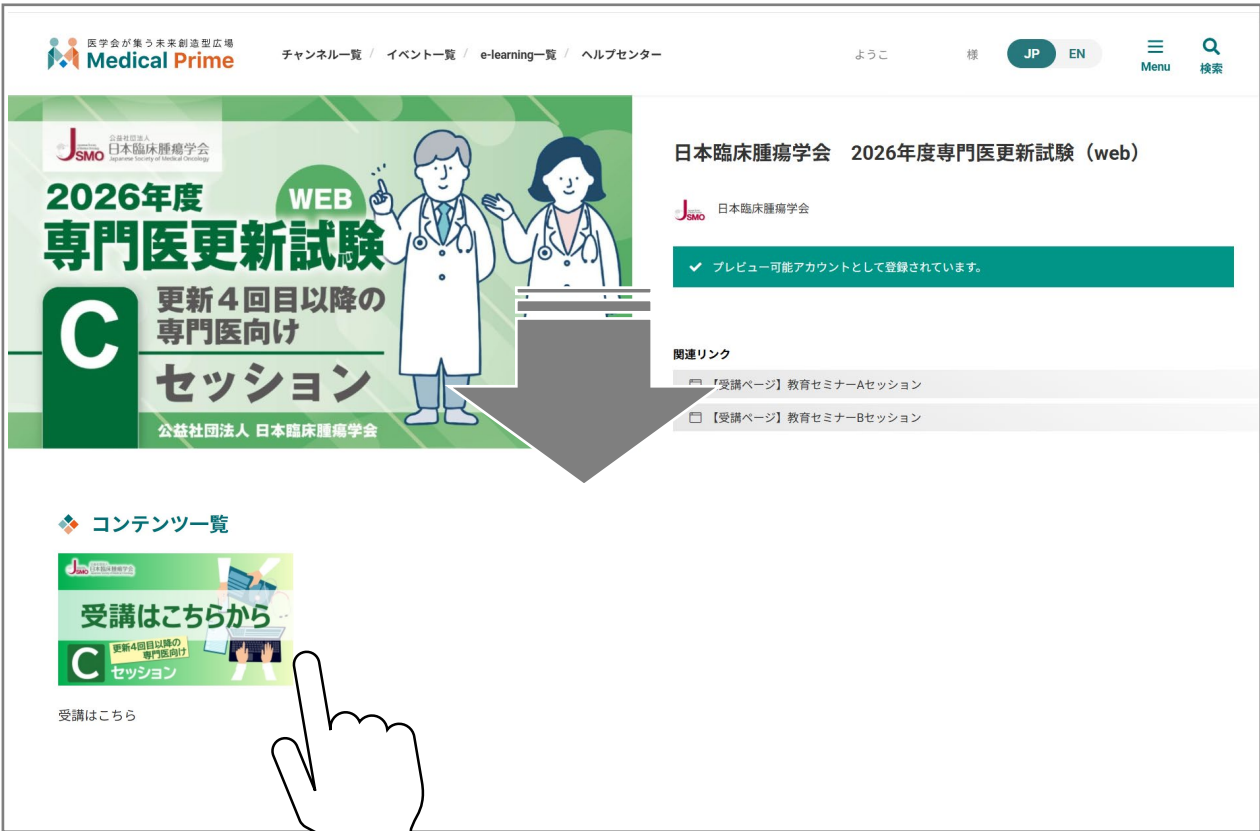 医学会が集う未来創造型広場
Medical Prime
チャンネル一覧 / イベント一覧 / e-learning一覧 / ヘルプセンター
ようこ 様
JP EN
Menu
検索
公益社団法人
JSMO 日本臨床腫瘍学会
Japanese Society of Medical Oncology
2026年度
WEB
専門医更新試験
C
更新4回目以降の
専門医向け
セッション
公益社団法人 日本臨床腫瘍学会
日本臨床腫瘍学会 2026年度専門医更新試験（web）
JSMO 日本臨床腫瘍学会
プレビュー可能アカウントとして登録されています。
関連リンク
【受講ページ】教育セミナーAセッション
【受講ページ】教育セミナーBセッション
コンテンツ一覧
JSMO 日本臨床腫瘍学会
受講はこちらから
C
更新4回目以降の
専門医向け
セッション
受講はこちら